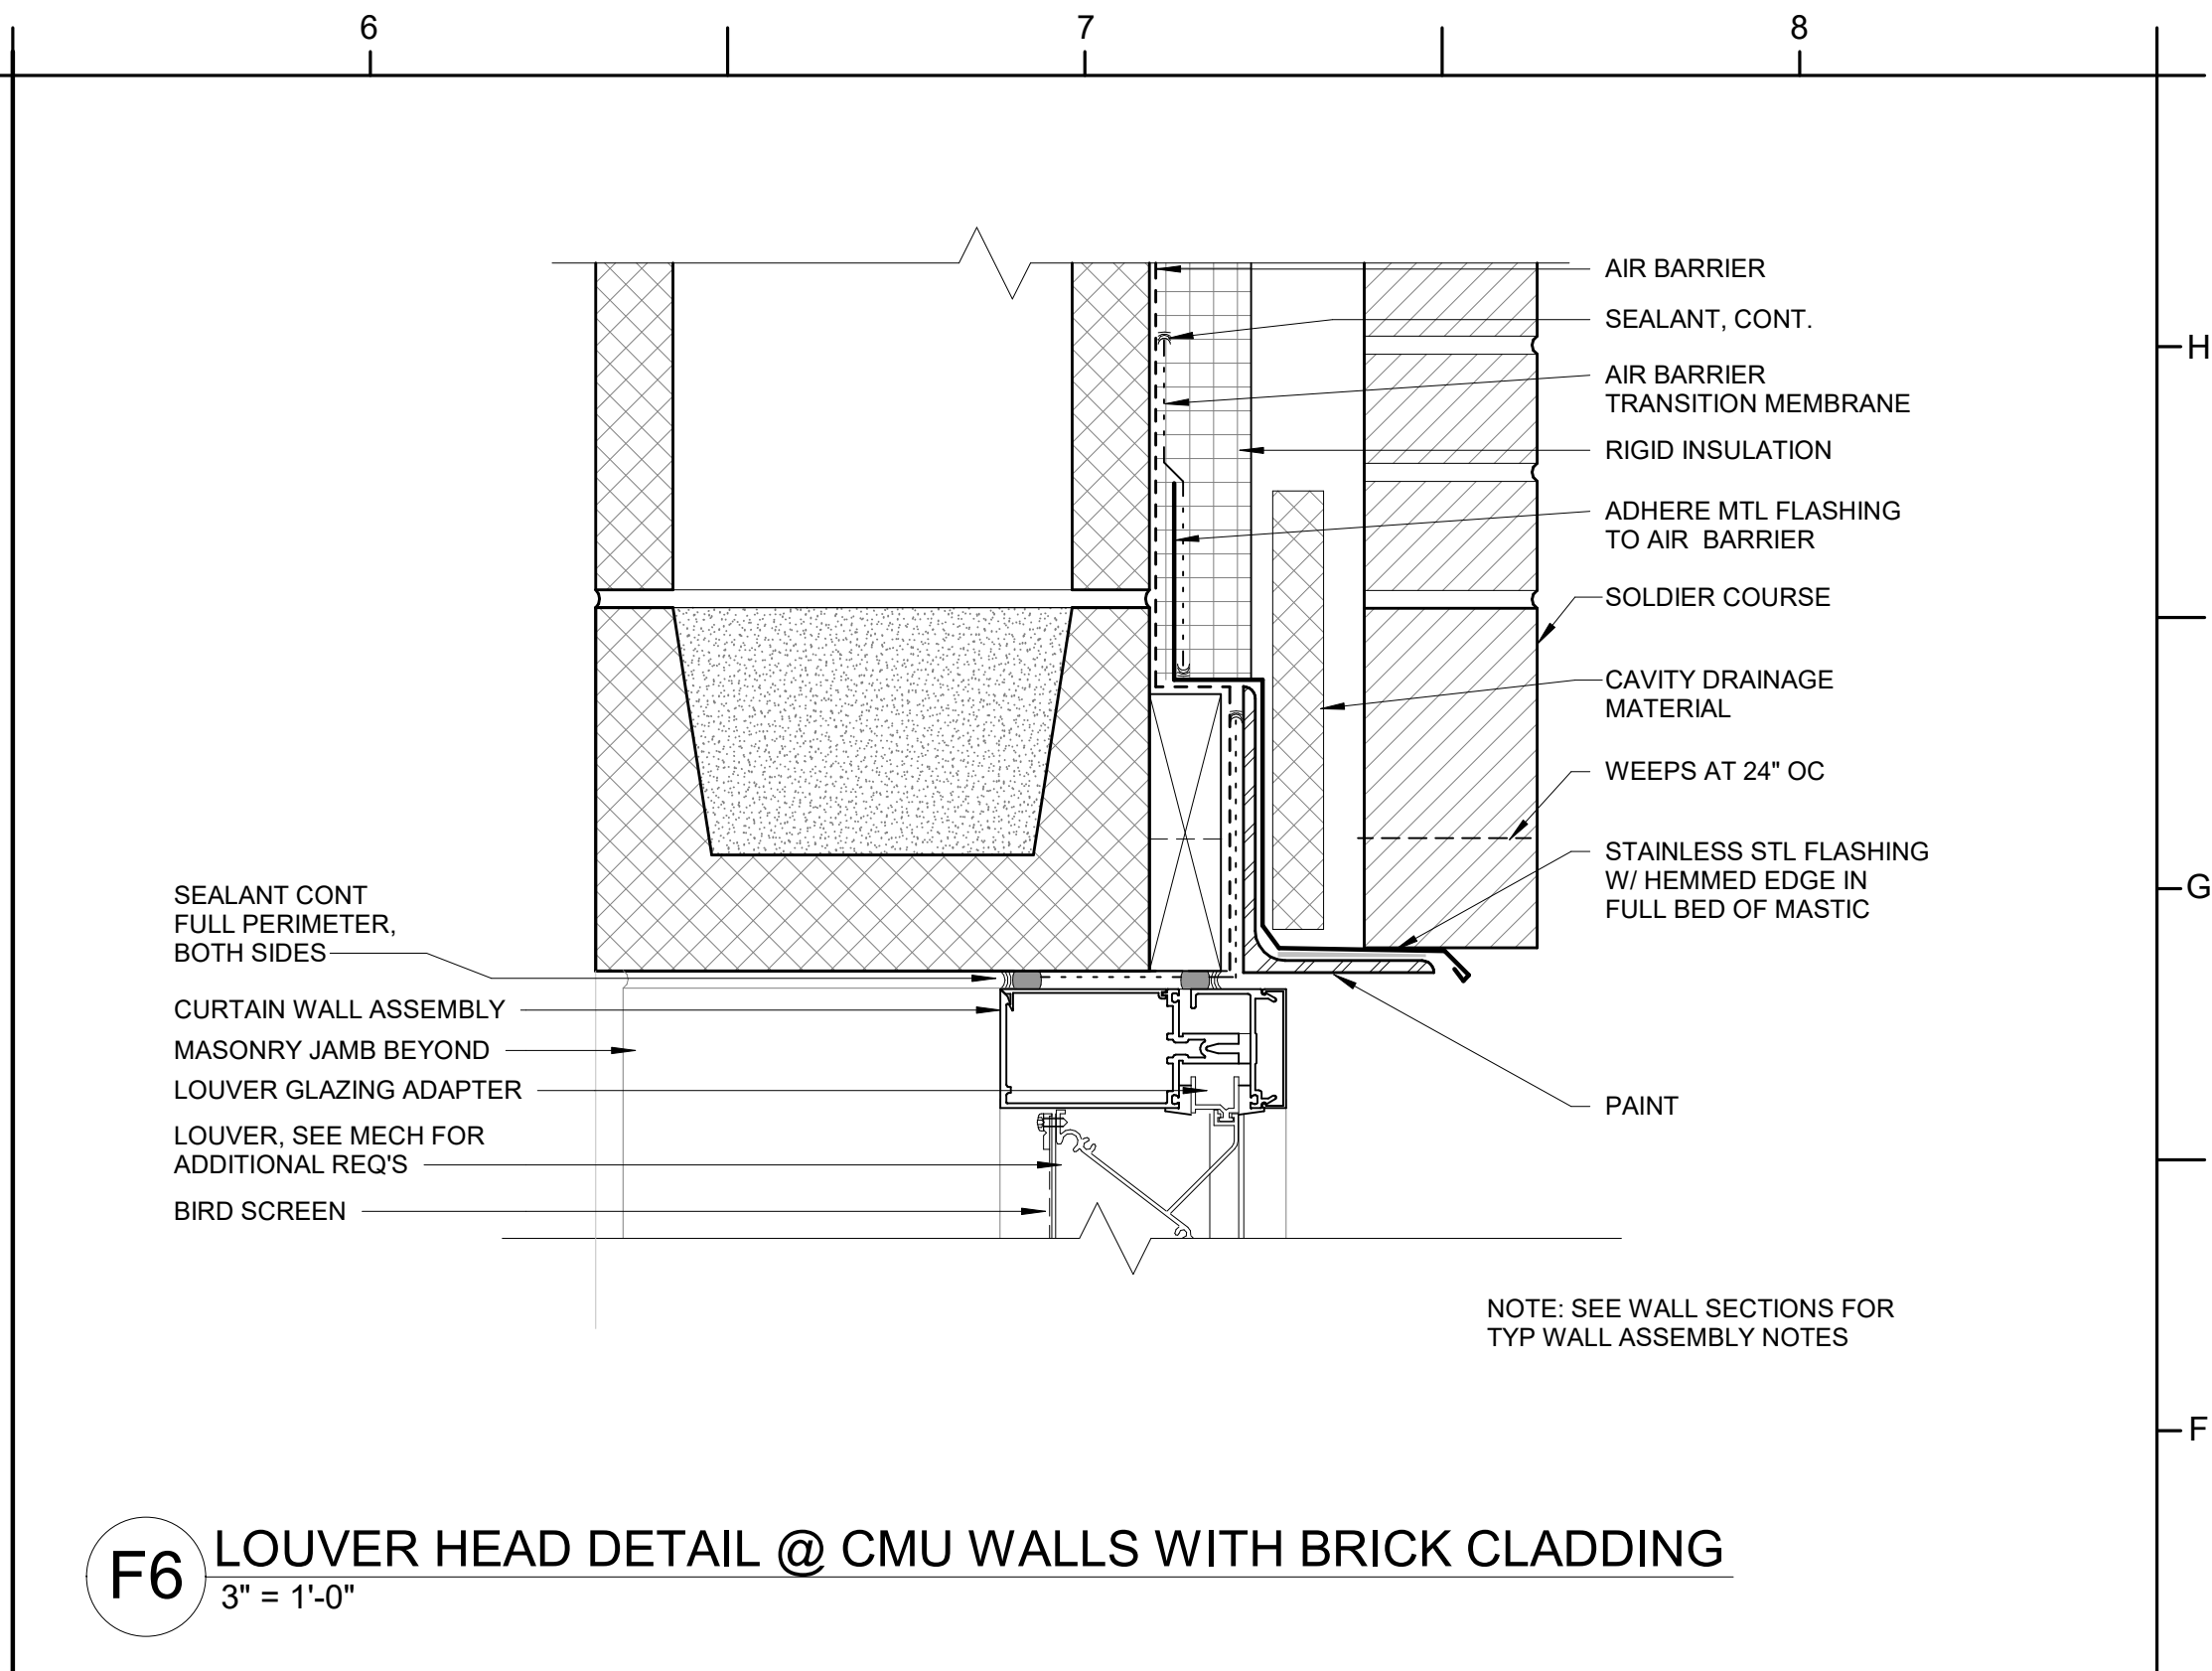 6
7
8
AIR BARRIER
SEALANT, CONT.
H
AIR BARRIER
TRANSITION MEMBRANE
RIGID INSULATION
ADHERE MTL FLASHING
TO AIR BARRIER
SOLDIER COURSE
CAVITY DRAINAGE
MATERIAL
WEEPS AT 24" OC
STAINLESS STL FLASHING
W/ HEMMED EDGE IN
FULL BED OF MASTIC
G
SEALANT CONT
FULL PERIMETER,
BOTH SIDES
CURTAIN WALL ASSEMBLY
MASONRY JAMB BEYOND
LOUVER GLAZING ADAPTER
PAINT
LOUVER, SEE MECH FOR
ADDITIONAL REQ'S
BIRD SCREEN
NOTE: SEE WALL SECTIONS FOR
TYP WALL ASSEMBLY NOTES
F
F6
LOUVER HEAD DETAIL @ CMU WALLS WITH BRICK CLADDING
3" = 1'-0"